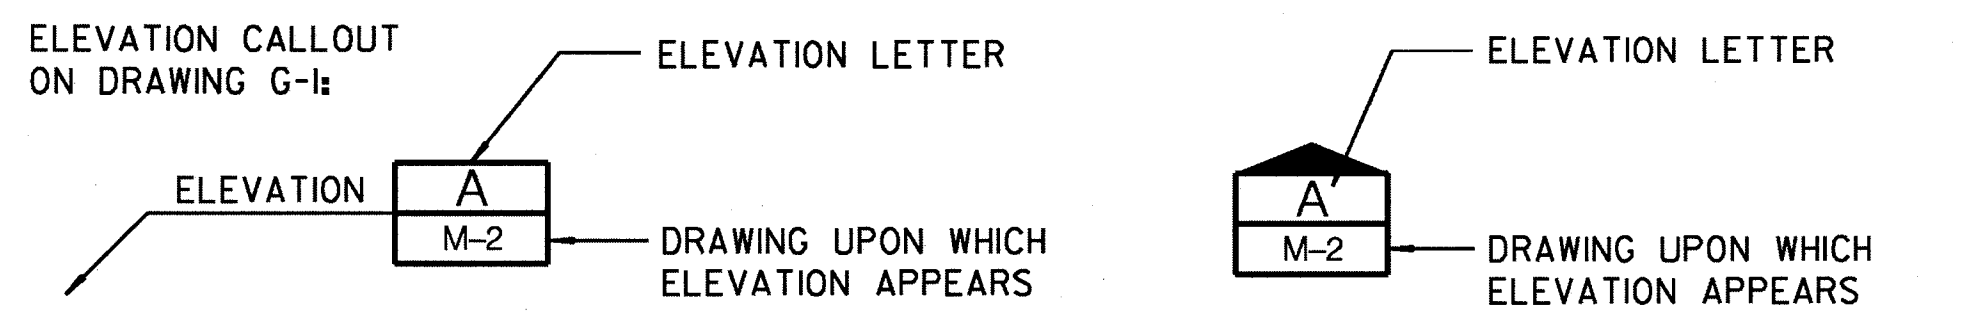 ELEVATION CALLOUT
ON DRAWING G-1:
ELEVATION LETTER
ELEVATION
A
M-2
DRAWING UPON WHICH
ELEVATION APPEARS
ELEVATION LETTER
A
M-2
DRAWING UPON WHICH
ELEVATION APPEARS